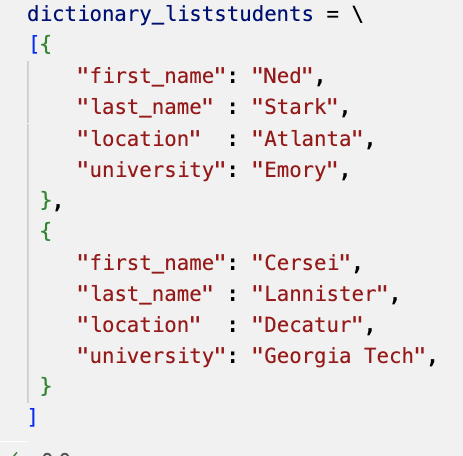 dictionary_liststudents = \
[{
    "first_name": "Ned",
    "last_name" : "Stark",
    "location"  : "Atlanta",
    "university": "Emory",
 },
 {
    "first_name": "Cersei",
    "last_name" : "Lannister",
    "location"  : "Decatur",
    "university": "Georgia Tech",
 }
]